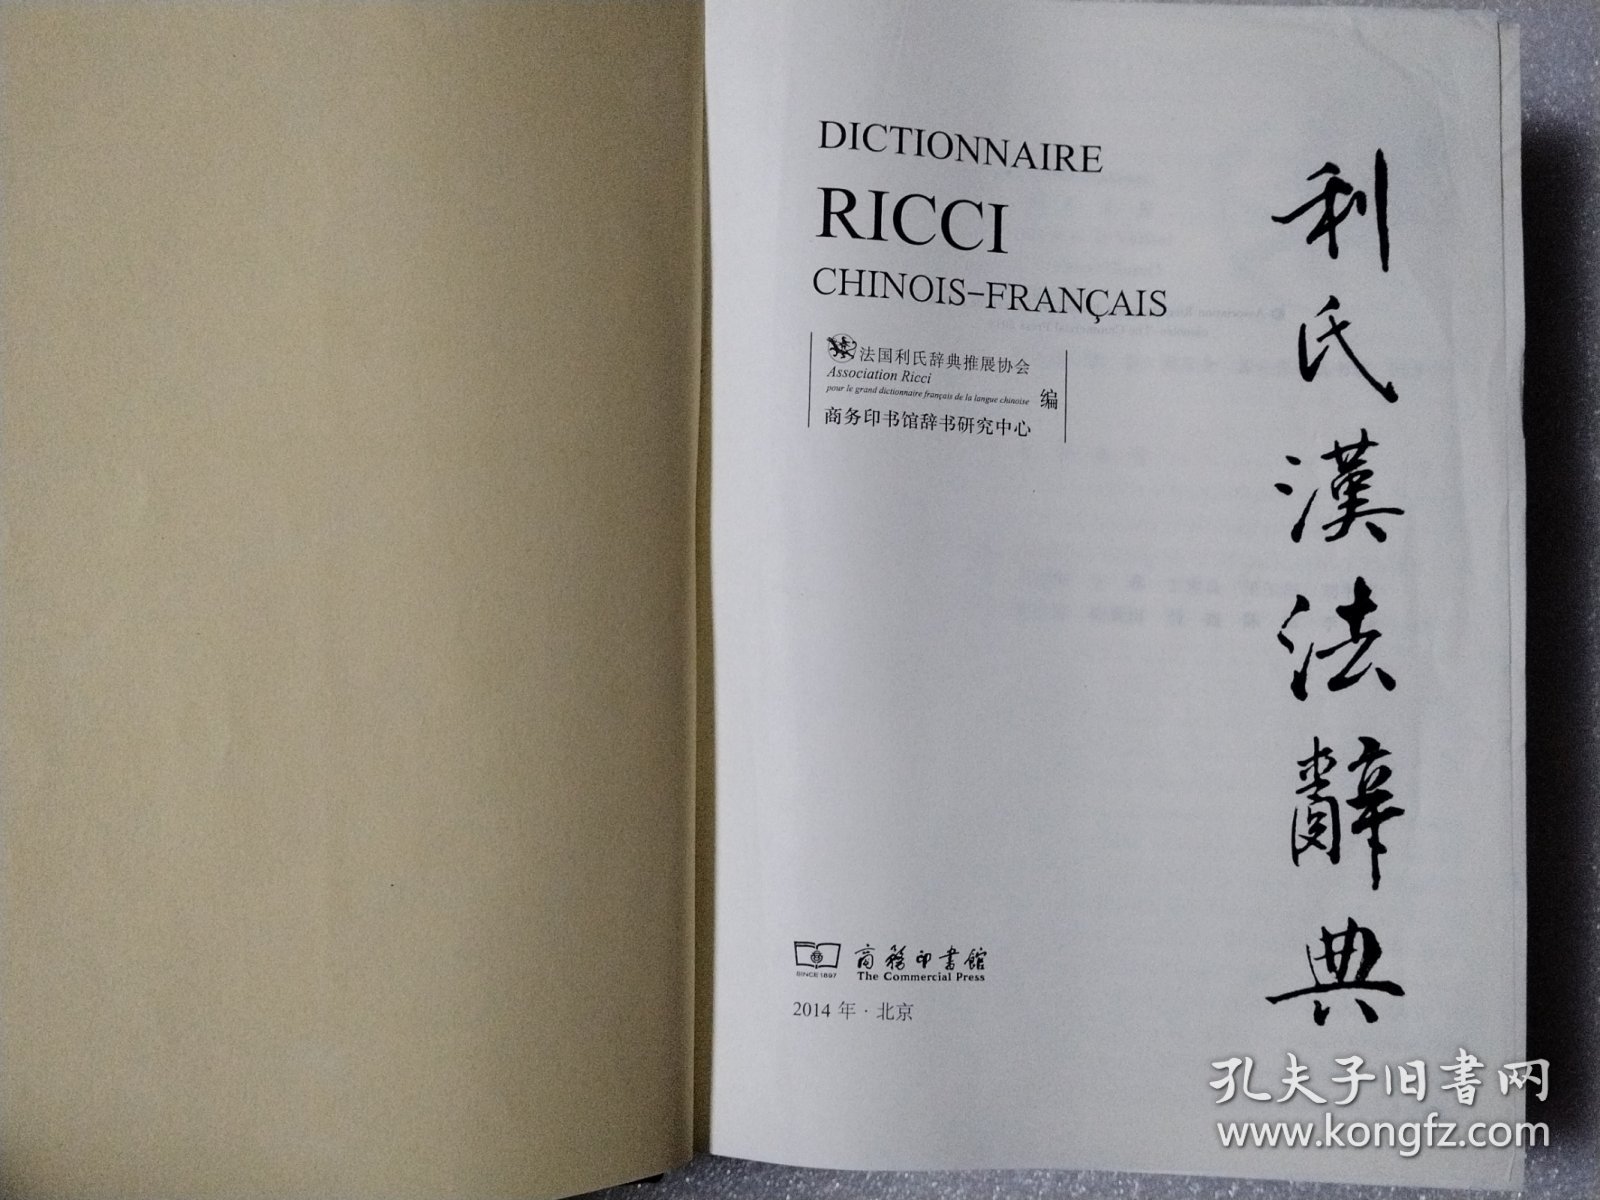 DICTIONNAIRE
RICCI
CHINOIS-FRANÇAIS
法国利氏辞典推展协会
Association Ricci
pour le grand dictionnaire français de la langue chinoise
商务印书馆辞书研究中心
编
利氏漢法辭典
SINCE 1897
商務印書館
The Commercial Press
2014 年·北京
孔夫子旧書网
www.kongfz.com